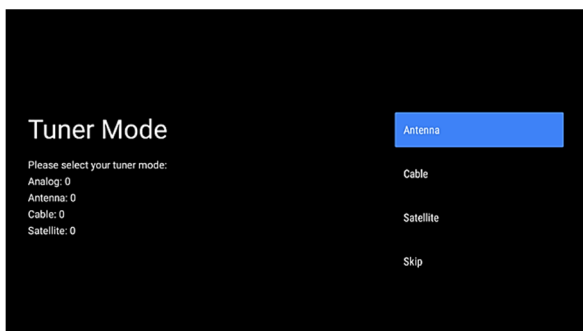 Tuner Mode
Please select your tuner mode:
Analog: 0
Antenna: 0
Cable: 0
Satellite: 0
Antenna
Cable
Satellite
Skip